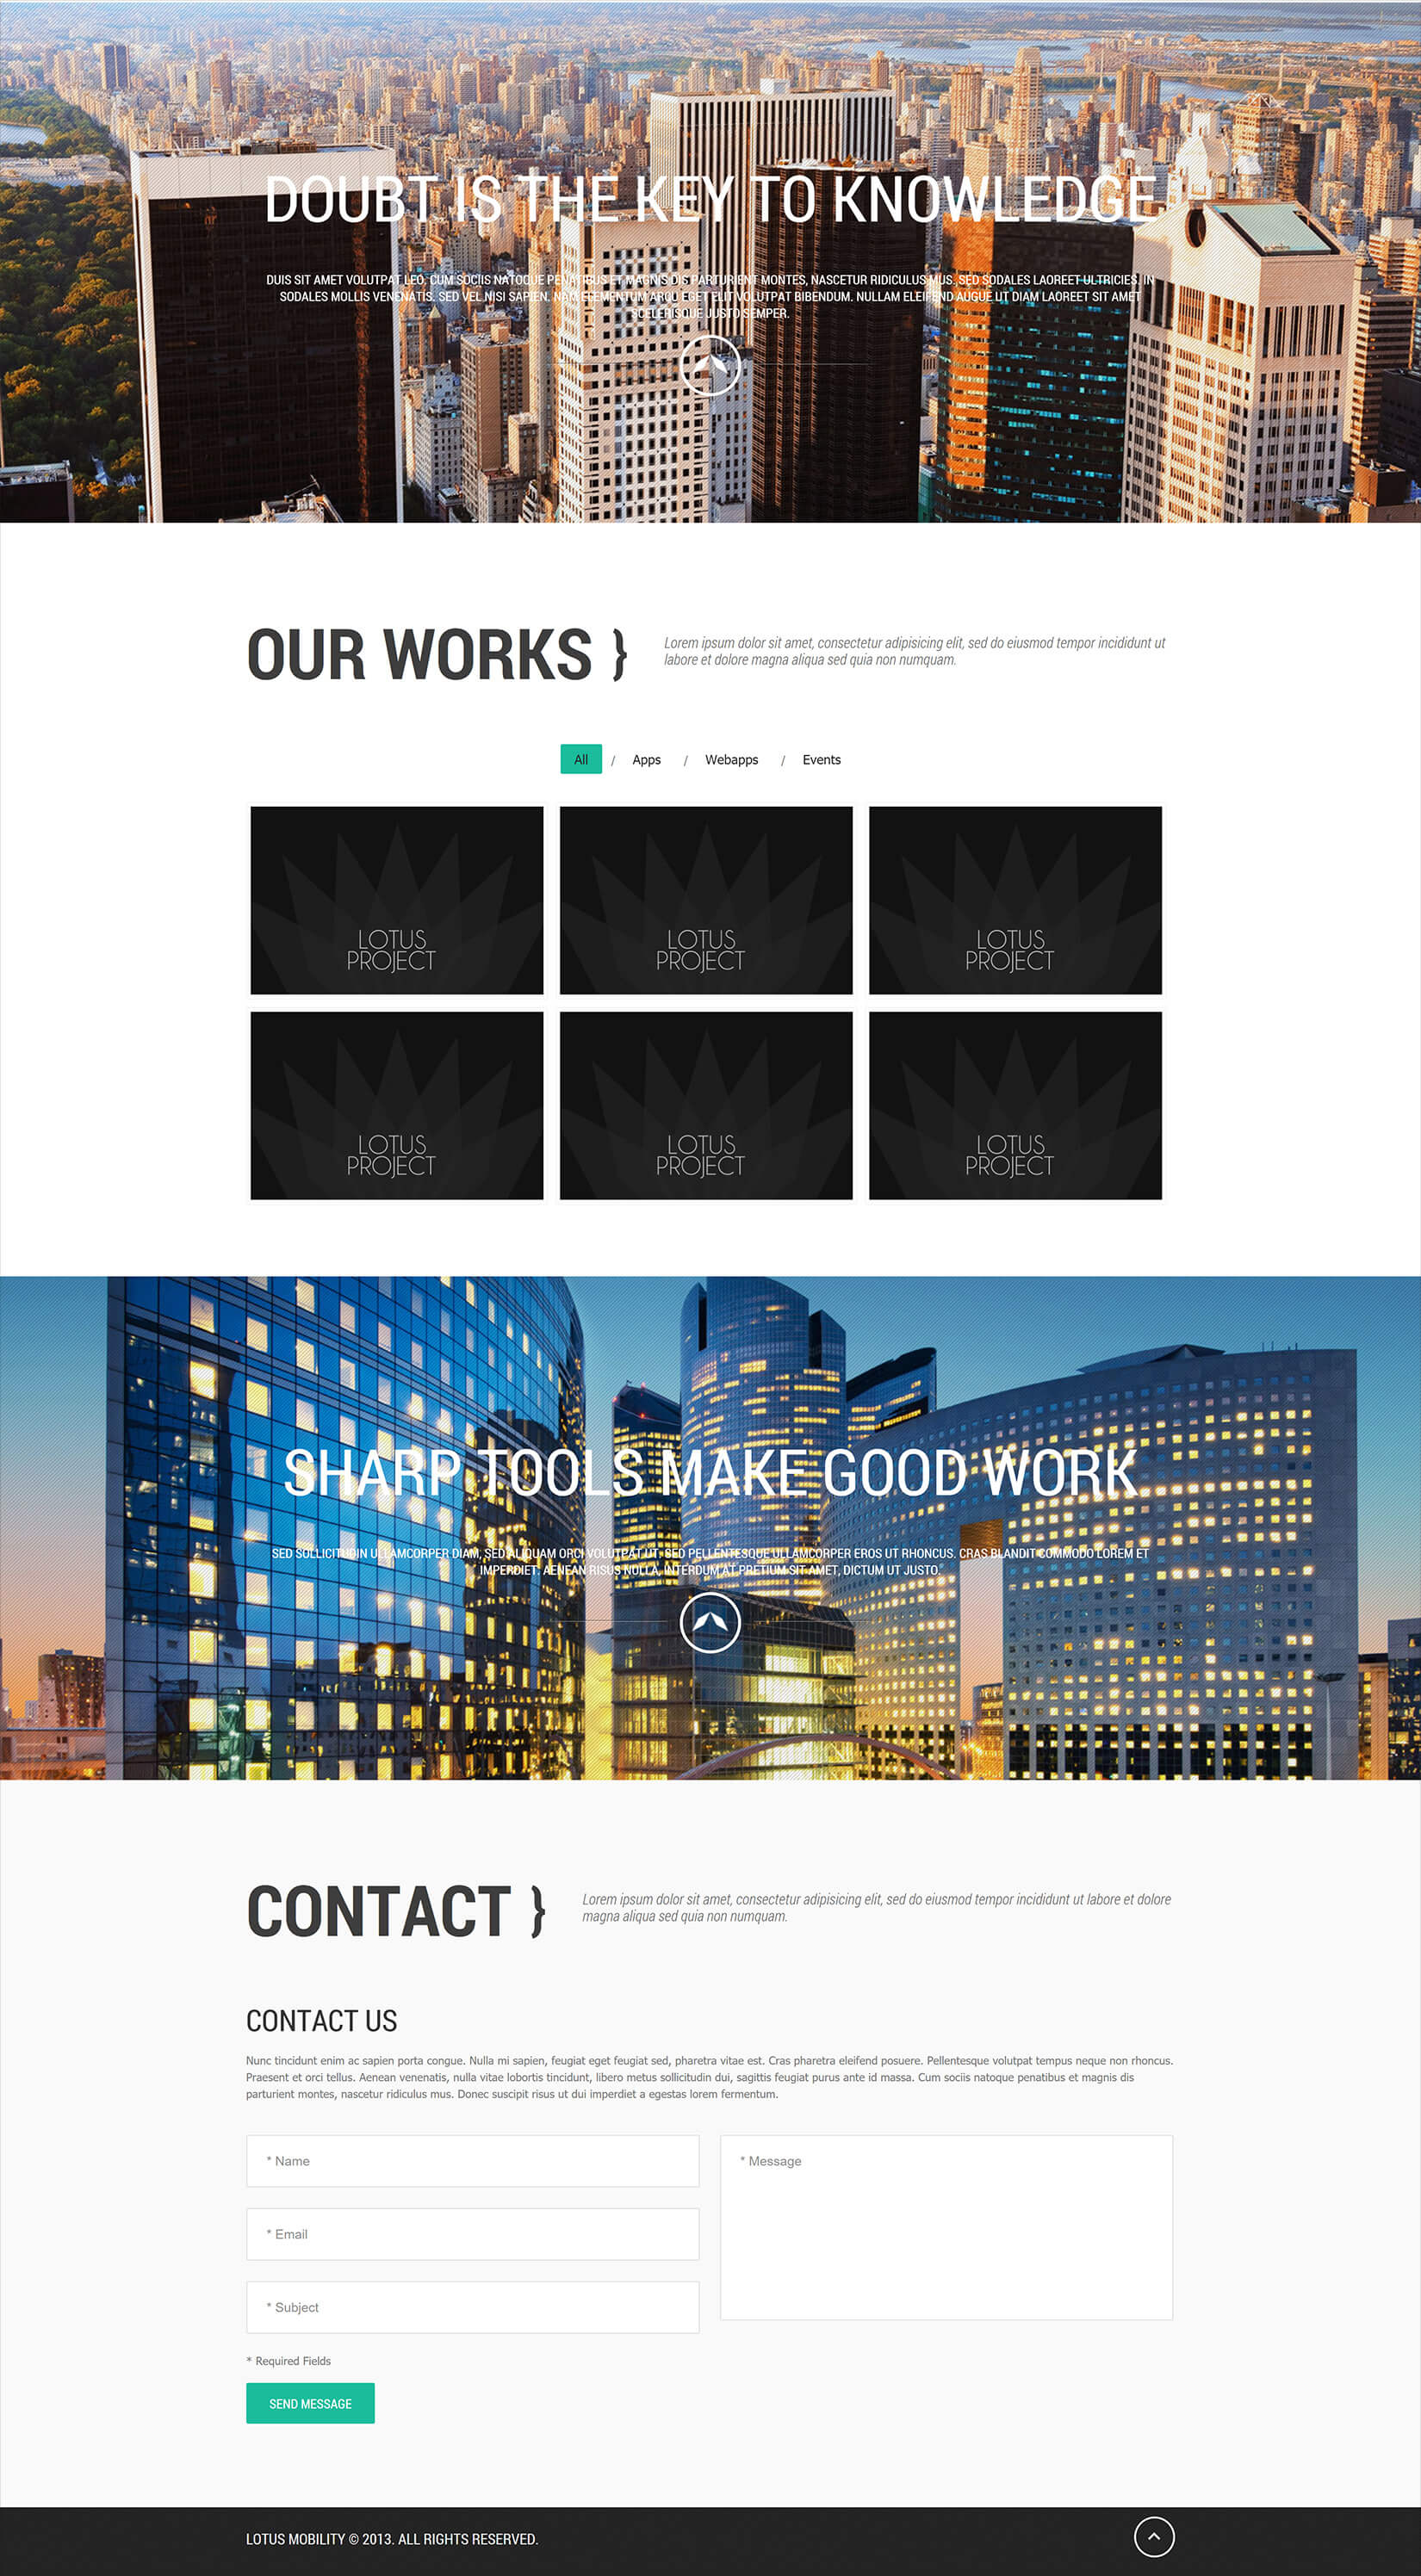 DOUBT IS THE KEY TO KNOWLEDGE
DUIS SIT AMET VOLUTPAT LEO. CUM SOCIIS NATOQUE PENATIBUS ET MAGNIS DIS PARTURIENT MONTES, NASCETUR RIDICULUS MUS. SED SODALES LAOREET ULTRICIES. IN
SODALES MOLLIS VENENATIS. SED VEL NISI SAPIEN. NAM ELEMENTUM ARCU EGET ELIT VOLUTPAT BIBENDUM. NULLAM ELEIFEND AUGUE UT DIAM LAOREET SIT AMET
SCELERISQUE JUSTO SEMPER.
OUR WORKS }
Lorem ipsum dolor sit amet, consectetur adipisicing elit, sed do eiusmod tempor incididunt ut
labore et dolore magna aliqua sed quia non numquam.
All / Apps / Webapps / Events
LOTUS
PROJECT
LOTUS
PROJECT
LOTUS
PROJECT
LOTUS
PROJECT
LOTUS
PROJECT
LOTUS
PROJECT
SHARP TOOLS MAKE GOOD WORK
SED SOLLICITUDIN ULLAMCORPER DIAM, SED ALIQUAM ORCI VOLUTPAT UT. SED PELLENTESQUE ULLAMCORPER EROS UT RHONCUS. CRAS BLANDIT COMMODO LOREM ET
IMPERDIET. AENEAN RISUS NULLA, INTERDUM AT PRETIUM SIT AMET, DICTUM UT JUSTO.
CONTACT }
Lorem ipsum dolor sit amet, consectetur adipisicing elit, sed do eiusmod tempor incididunt ut labore et dolore
magna aliqua sed quia non numquam.
CONTACT US
Nunc tincidunt enim ac sapien porta congue. Nulla mi sapien, feugiat eget feugiat sed, pharetra vitae est. Cras pharetra eleifend posuere. Pellentesque volutpat tempus neque non rhoncus.
Praesent et orci tellus. Aenean venenatis, nulla vitae lobortis tincidunt, libero metus sollicitudin dui, sagittis feugiat purus ante id massa. Cum sociis natoque penatibus et magnis dis
parturient montes, nascetur ridiculus mus. Donec suscipit risus ut dui imperdiet a egestas lorem fermentum.
* Name
* Email
* Subject
* Message
* Required Fields
SEND MESSAGE
LOTUS MOBILITY © 2013. ALL RIGHTS RESERVED.